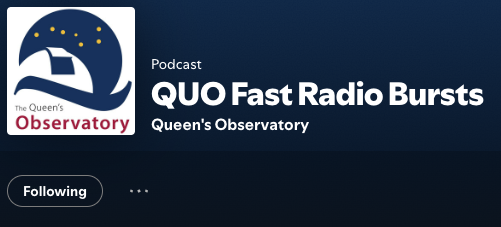 The Queen's
Observatory
Podcast
QUO Fast Radio Bursts
Queen's Observatory
Following